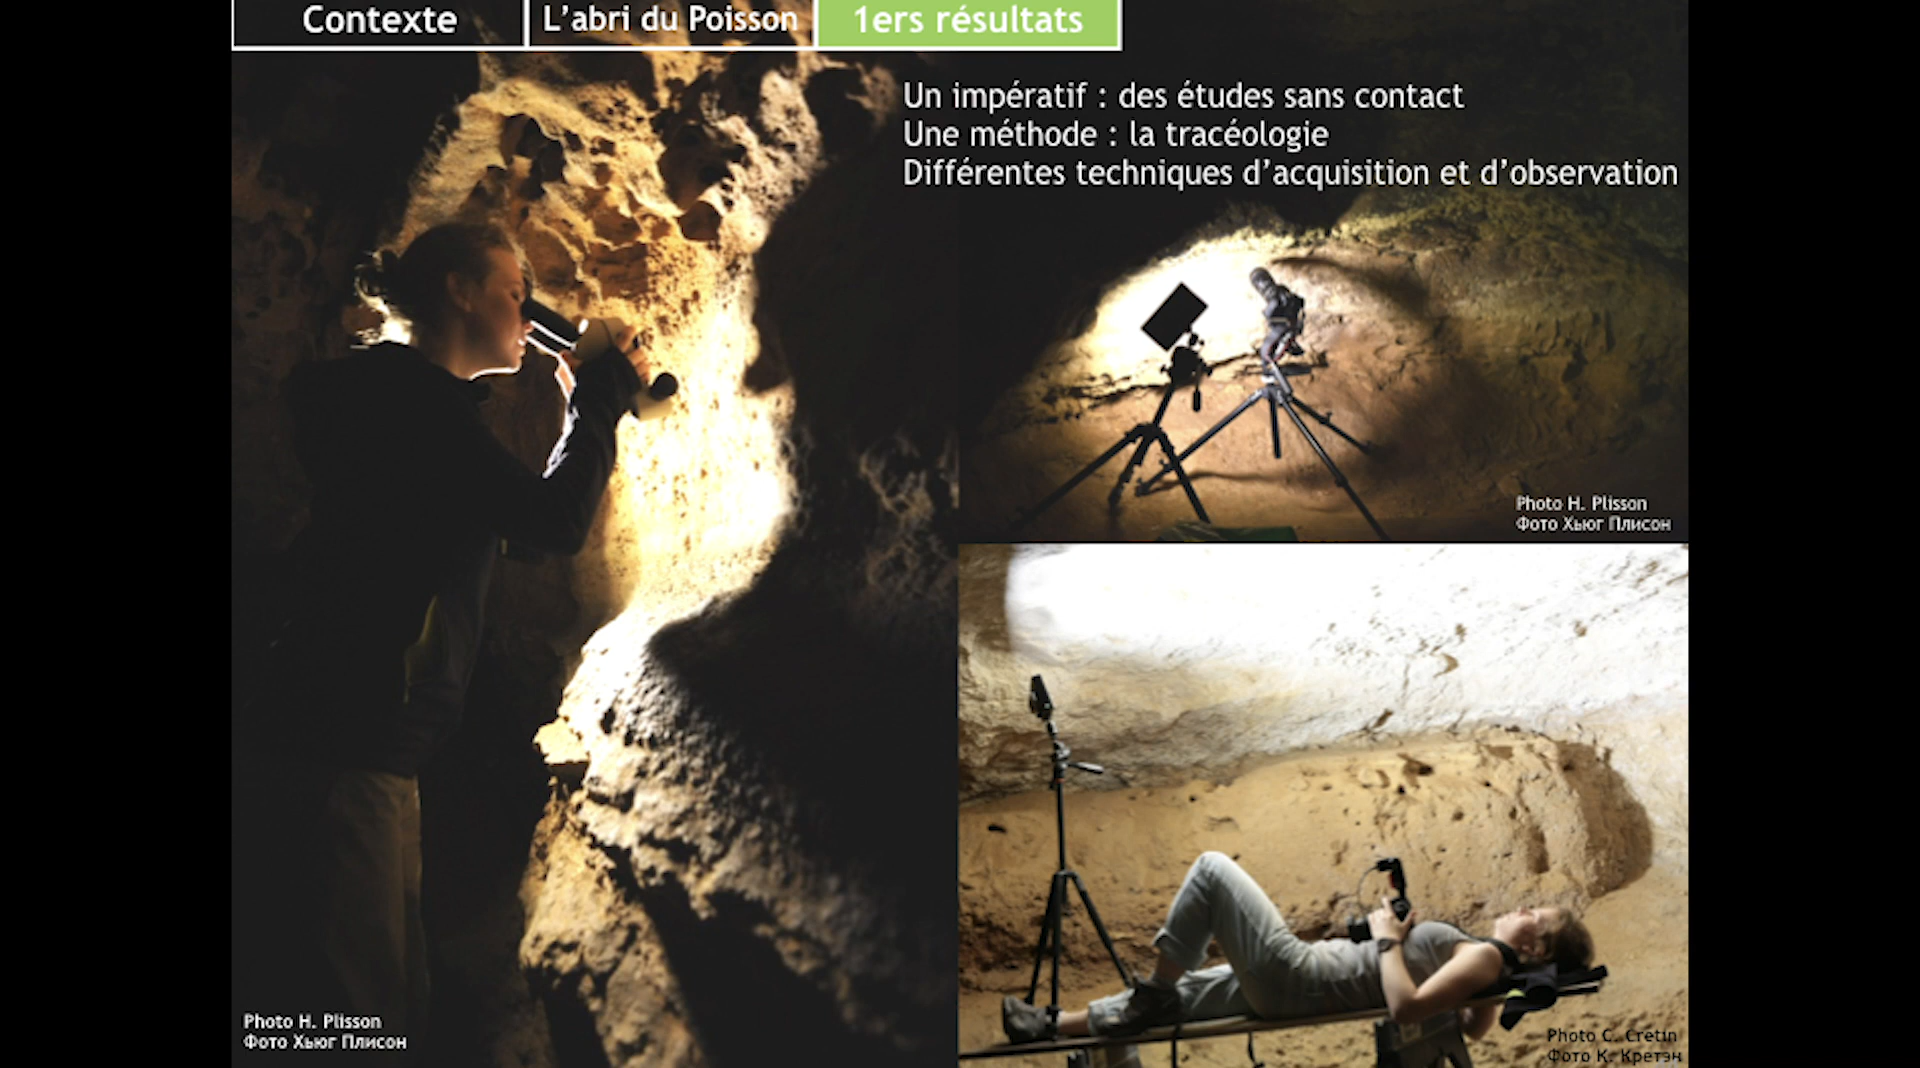 Contexte
L’abri du Poisson
1ers résultats
Un impératif : des études sans contact
Une méthode : la tracéologie
Différentes techniques d’acquisition et d’observation
Photo H. Plisson
Фото Хьюг Плисон
Photo H. Plisson
Фото Хьюг Плисон
Photo C. Cretin
Фото К. Кретэн